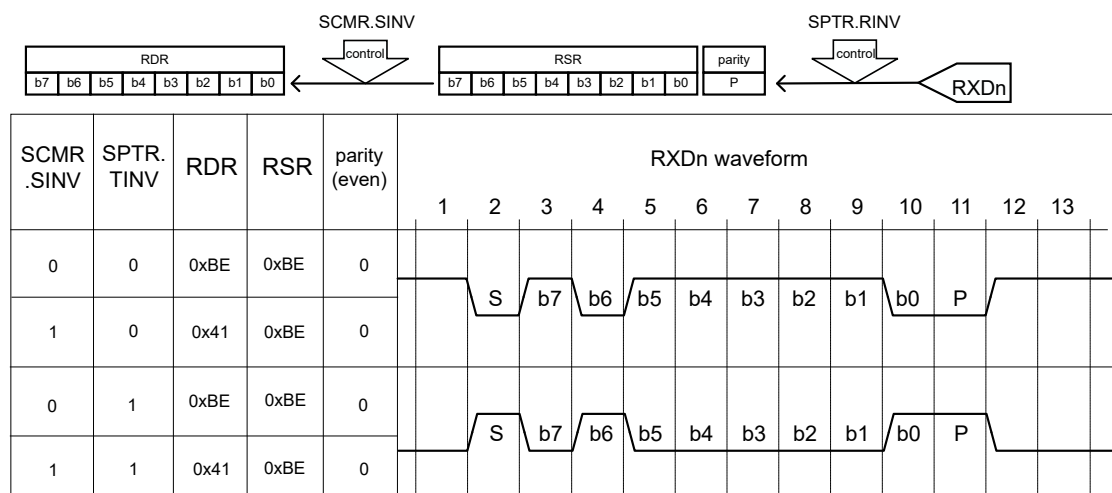 SCMR.SINV SPTR.RINV
control control
RDR RSR parity
b7 b6 b5 b4 b3 b2 b1 b0 b7 b6 b5 b4 b3 b2 b1 b0 P RXDn
SCMR .SINV SPTR. TINV RDR RSR parity (even) RXDn waveform
1 2 3 4 5 6 7 8 9 10 11 12 13
0 0 0xBE 0xBE 0
S b7 b6 b5 b4 b3 b2 b1 b0 P
1 0 0x41 0xBE 0
0 1 0xBE 0xBE 0
S b7 b6 b5 b4 b3 b2 b1 b0 P
1 1 0x41 0xBE 0